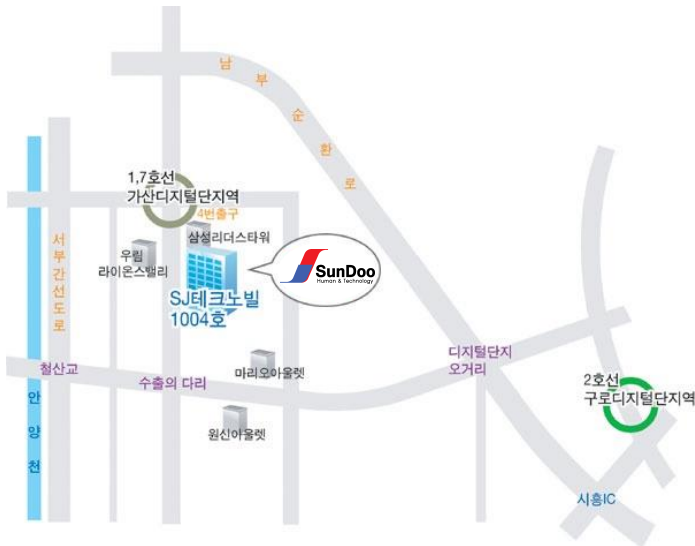 남부순환로
1,7호선
가산디지털단지역
4번출구
삼성리더스타워
우림
라이온스밸리
서부간선도로
SunDoo
Human & Technology
SJ테크노빌
1004호
철산교
수출의 다리
마리오아울렛
디지털단지
오거리
2호선
구로디지털단지역
안양천
원신아울렛
시흥IC